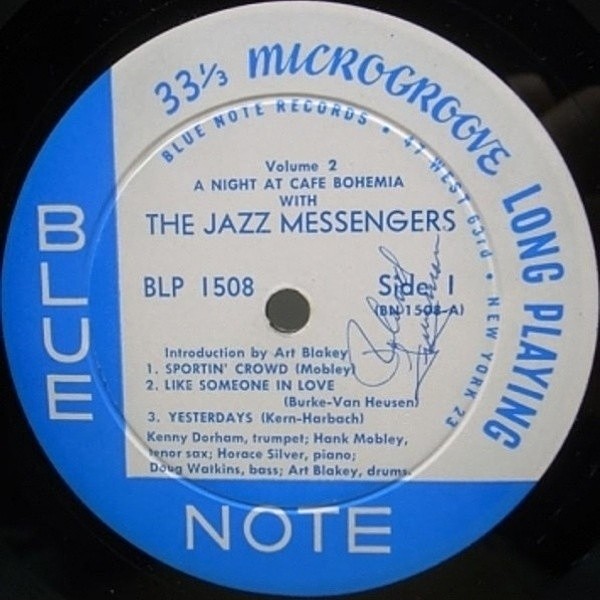 33 1/3 MICROGROOVE LONG PLAYING
BLUE NOTE RECORDS • 47 WEST 63rd • NEW YORK 23
Volume 2
A NIGHT AT CAFE BOHEMIA
WITH
THE JAZZ MESSENGERS
BLP 1508
Side 1
(BN 1508-A)
Introduction by Art Blakey
1. SPORTIN' CROWD (Mobley)
2. LIKE SOMEONE IN LOVE
(Burke-Van Heusen)
3. YESTERDAYS (Kern-Harbach)
Kenny Dorham, trumpet; Hank Mobley,
tenor sax; Horace Silver, piano;
Doug Watkins, bass; Art Blakey, drums.
BLUE
NOTE